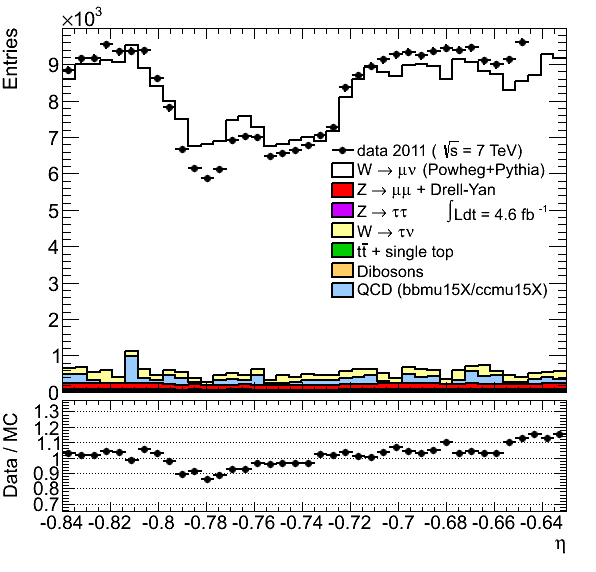 ×10³
Entries
9
8
7
6
5
4
3
2
1
0
data 2011 ( √s = 7 TeV)
W → μν (Powheg+Pythia)
Z → μμ + Drell-Yan
Z → ττ ∫Ldt = 4.6 fb⁻¹
W → τν
tt̅ + single top
Dibosons
QCD (bbmu15X/ccmu15X)
Data / MC
1.3
1.2
1.1
1
0.9
0.8
0.7
-0.84 -0.82 -0.8 -0.78 -0.76 -0.74 -0.72 -0.7 -0.68 -0.66 -0.64
η